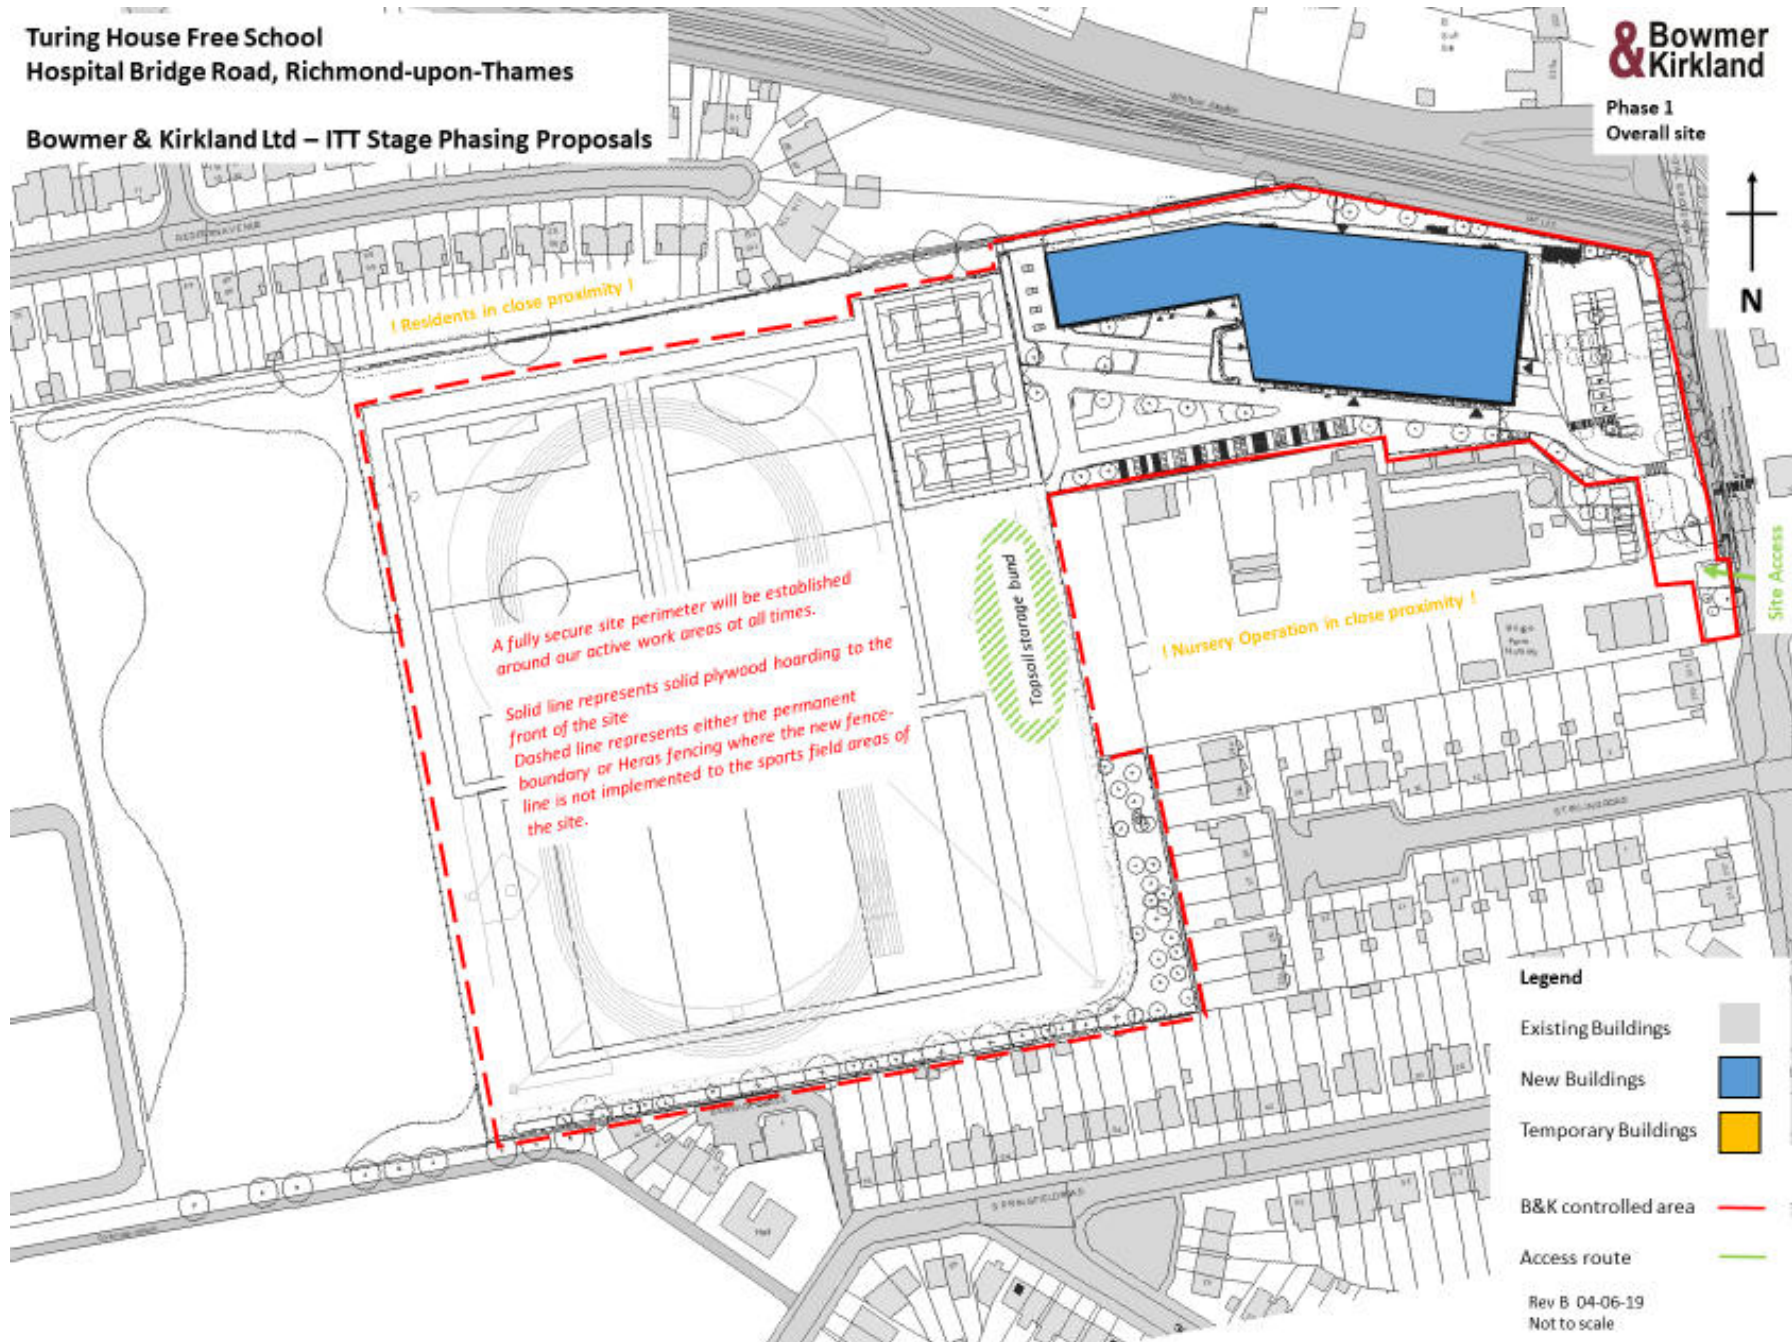 Turing House Free School
Hospital Bridge Road, Richmond-upon-Thames
Bowmer & Kirkland Ltd – ITT Stage Phasing Proposals
& Bowmer
Kirkland
Phase 1
Overall site
N
! Residents in close proximity !
A fully secure site perimeter will be established
around our active work areas at all times.
Solid line represents solid plywood hoarding to the
front of the site
Dashed line represents either the permanent
boundary or Heras fencing where the new fence-
line is not implemented to the sports field areas of
the site.
Topsoil storage bund
! Nursery Operation in close proximity !
Site Access
STIRLING ROAD
SPRINGFIELD ROAD
Hall
Legend
Existing Buildings
New Buildings
Temporary Buildings
B&K controlled area
Access route
Rev B 04-06-19
Not to scale